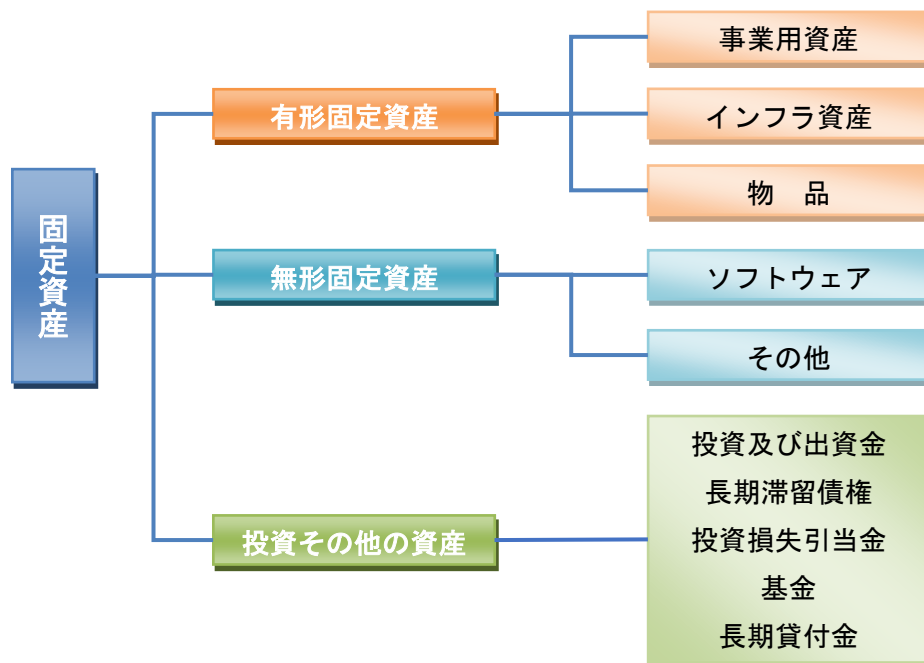 固定資産
有形固定資産
事業用資産
インフラ資産
物　品
無形固定資産
ソフトウェア
その他
投資その他の資産
投資及び出資金
長期滞留債権
投資損失引当金
基金
長期貸付金